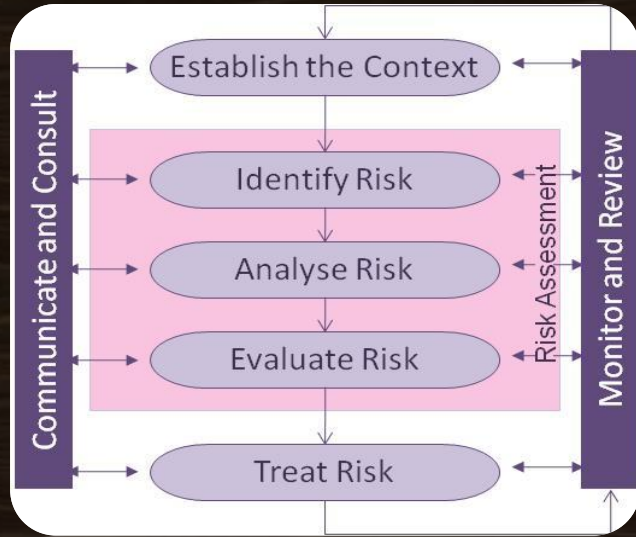 Establish the Context
Communicate and Consult
Identify Risk
Analyse Risk
Evaluate Risk
Risk Assessment
Monitor and Review
Treat Risk